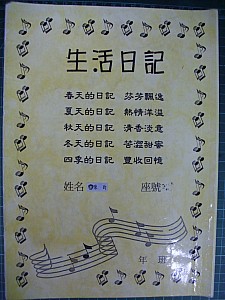 生活日記
春天的日記 芬芳飄逸
夏天的日記 熱情洋溢
秋天的日記 清香淡意
冬天的日記 苦澀甜蜜
四季的日記 豐收回憶
姓名 座號
年 班